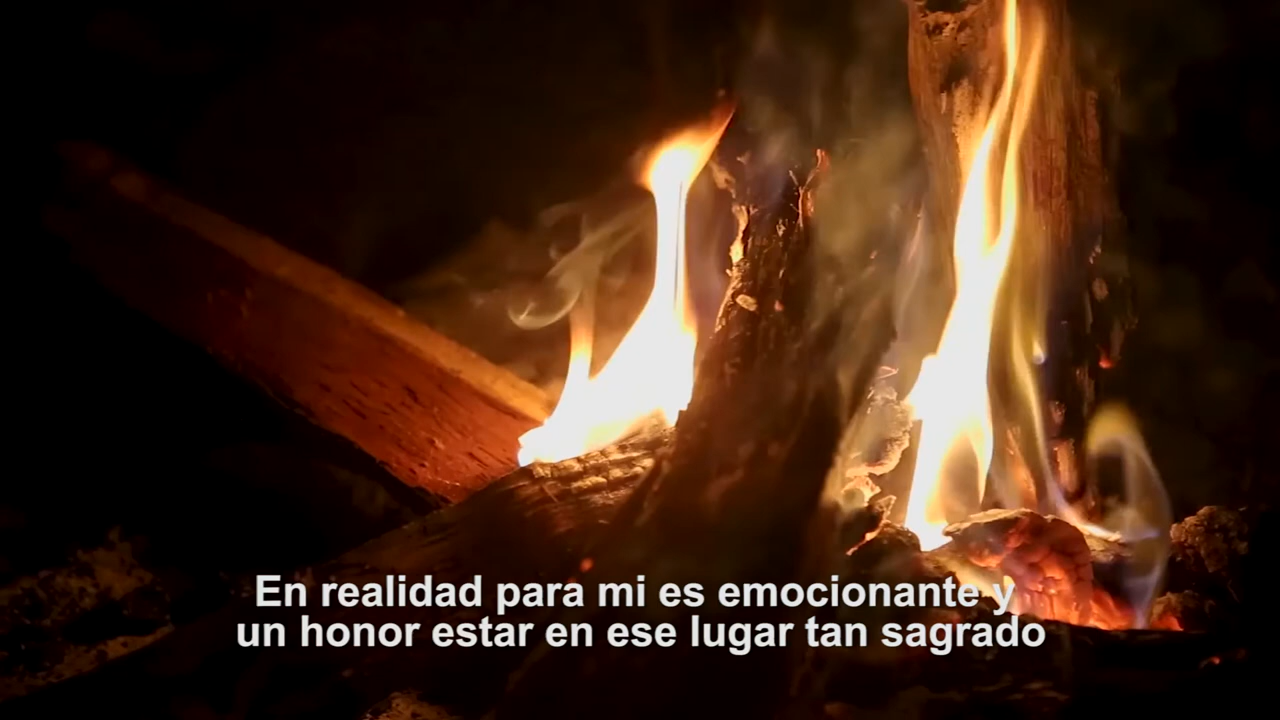 En realidad para mi es emocionante y
un honor estar en ese lugar tan sagrado